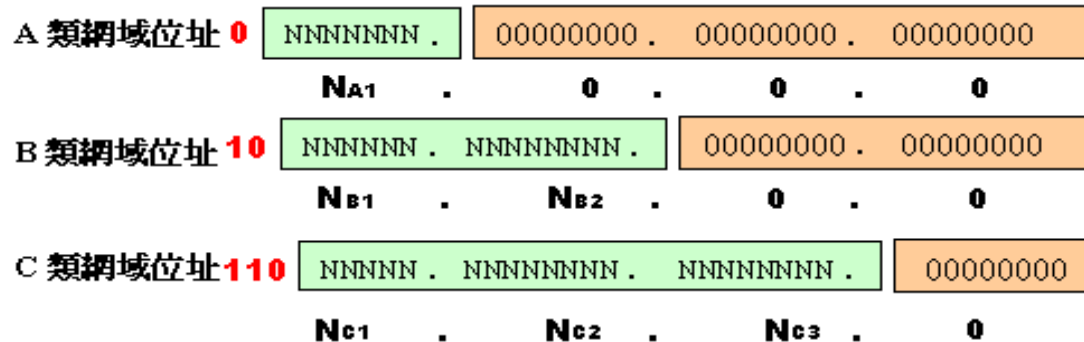 A 類網域位址 0 NNNNNNN . 00000000 . 00000000 . 00000000
NA1 . 0 . 0 . 0
B 類網域位址 10 NNNNNN . NNNNNNNN . 00000000 . 00000000
NB1 . NB2 . 0 . 0
C 類網域位址 110 NNNNN . NNNNNNNN . NNNNNNNN . 00000000
NC1 . NC2 . NC3 . 0